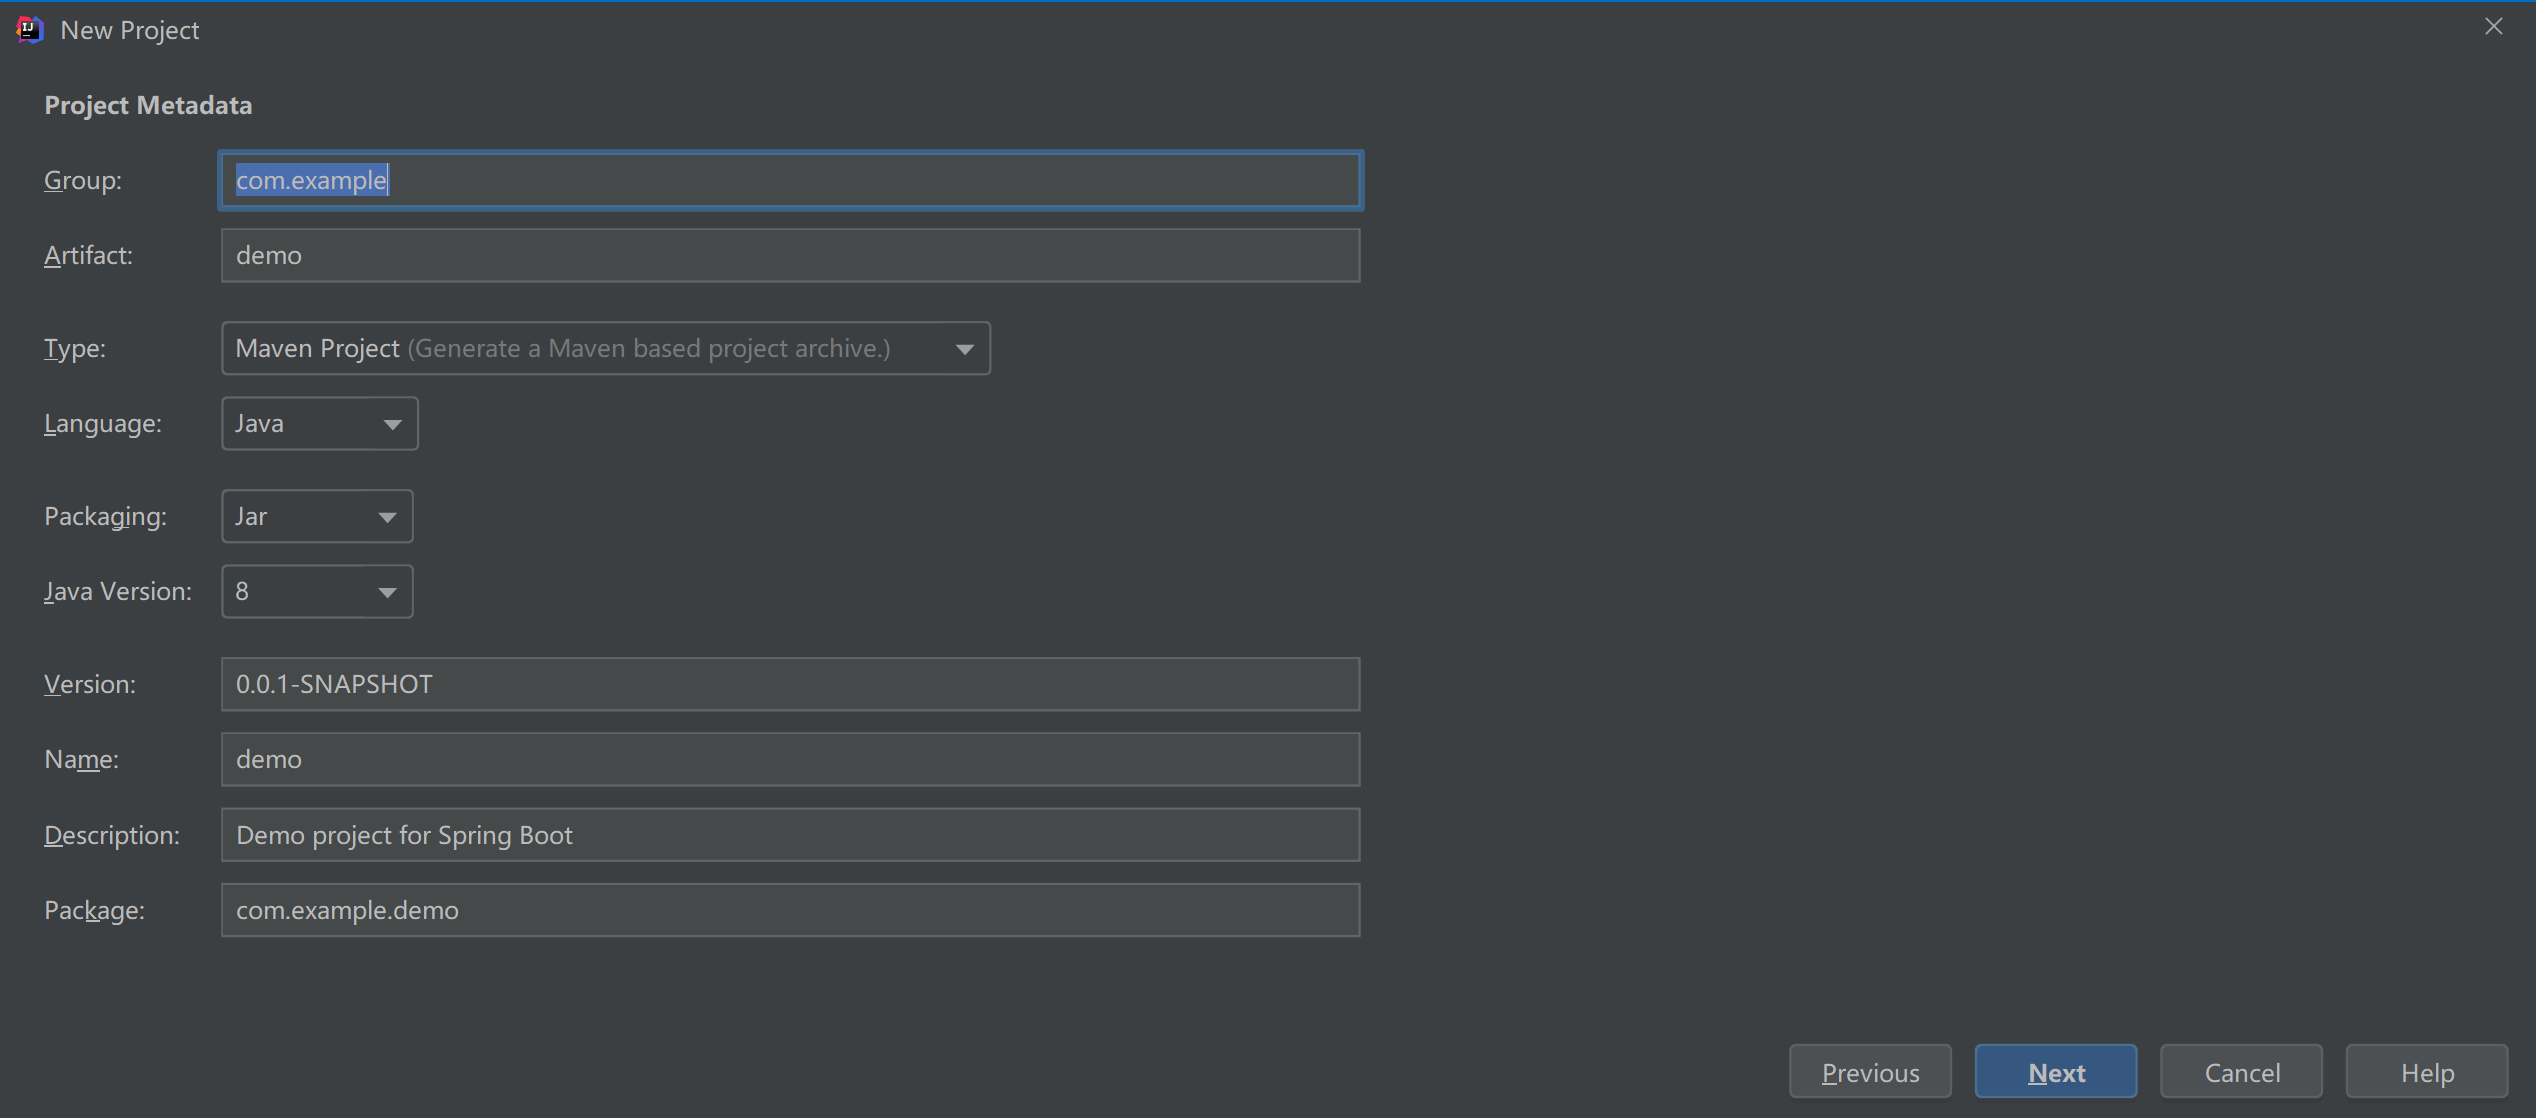 New Project
Project Metadata
Group: com.example
Artifact: demo
Type: Maven Project (Generate a Maven based project archive.)
Language: Java
Packaging: Jar
Java Version: 8
Version: 0.0.1-SNAPSHOT
Name: demo
Description: Demo project for Spring Boot
Package: com.example.demo
Previous Next Cancel Help